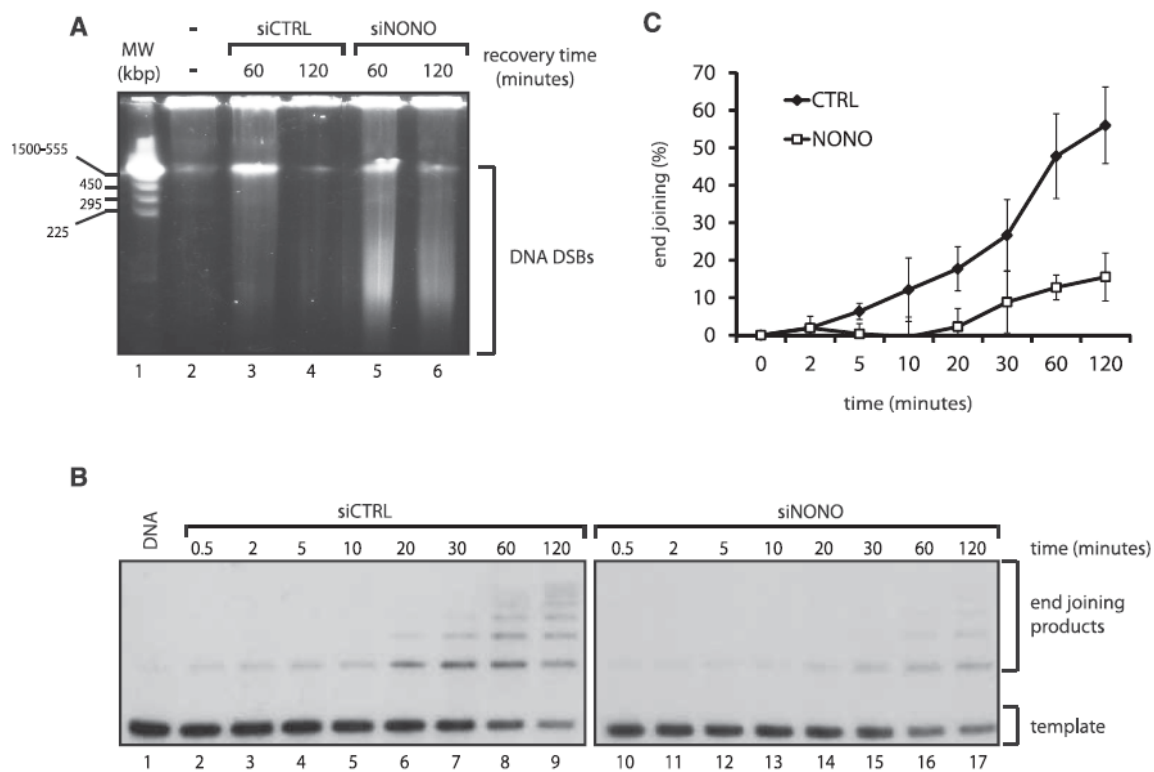 A
MW
(kbp)
- siCTRL siNONO
- 60 120 60 120 recovery time
(minutes)
1500-555
450
295
225
DNA DSBs
1 2 3 4 5 6
C
70
60
50
40
30
20
10
0
end joining (%)
CTRL
NONO
0 2 5 10 20 30 60 120
time (minutes)
B
DNA siCTRL siNONO
0.5 2 5 10 20 30 60 120 0.5 2 5 10 20 30 60 120 time (minutes)
end joining
products
template
1 2 3 4 5 6 7 8 9 10 11 12 13 14 15 16 17